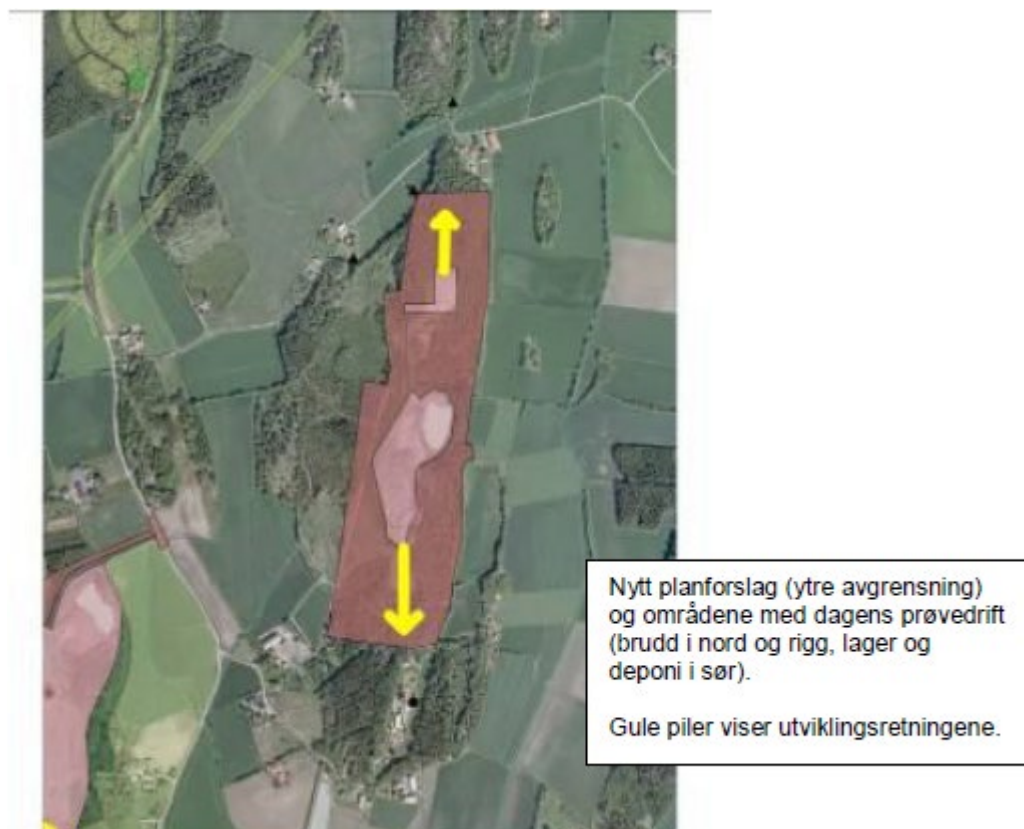 Nytt planforslag (ytre avgrensning)
og områdene med dagens prøvedrift
(brudd i nord og rigg, lager og
deponi i sør).
Gule piler viser utviklingsretningene.